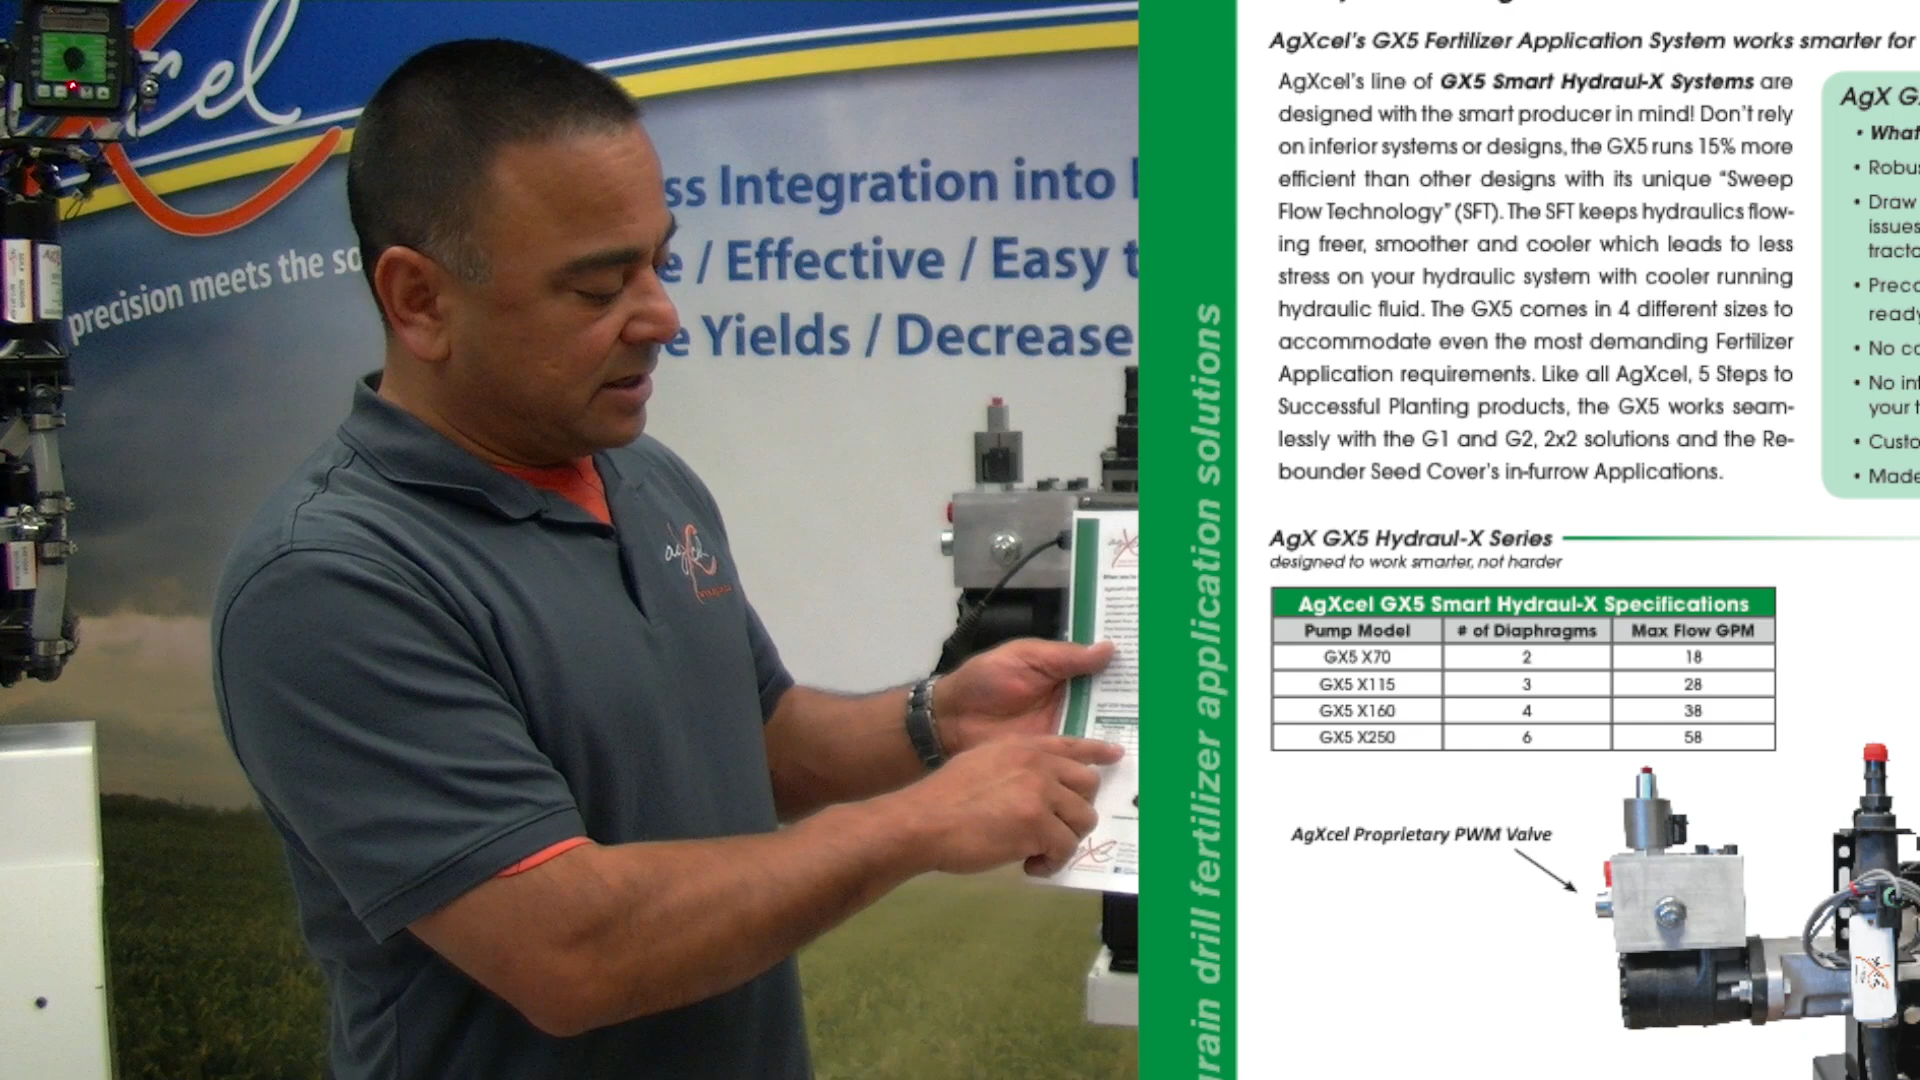 cel
precision meets the so
ss Integration into
e / Effective / Easy t
e Yields / Decrease
agXcel
grain drill fertilizer application solutions
AgXcel's GX5 Fertilizer Application System works smarter for
AgXcel's line of GX5 Smart Hydraul-X Systems are
designed with the smart producer in mind! Don't rely
on inferior systems or designs, the GX5 runs 15% more
efficient than other designs with its unique "Sweep
Flow Technology" (SFT). The SFT keeps hydraulics flow-
ing freer, smoother and cooler which leads to less
stress on your hydraulic system with cooler running
hydraulic fluid. The GX5 comes in 4 different sizes to
accommodate even the most demanding Fertilizer
Application requirements. Like all AgXcel, 5 Steps to
Successful Planting products, the GX5 works seam-
lessly with the G1 and G2, 2x2 solutions and the Re-
bounder Seed Cover's in-furrow Applications.
AgX G
• What
• Robus
• Draw
issues
tracto
• Preca
ready
• No co
• No int
your t
• Custo
• Made
AgX GX5 Hydraul-X Series
designed to work smarter, not harder
AgXcel GX5 Smart Hydraul-X Specifications
Pump Model # of Diaphragms Max Flow GPM
GX5 X70 2 18
GX5 X115 3 28
GX5 X160 4 38
GX5 X250 6 58
AgXcel Proprietary PWM Valve